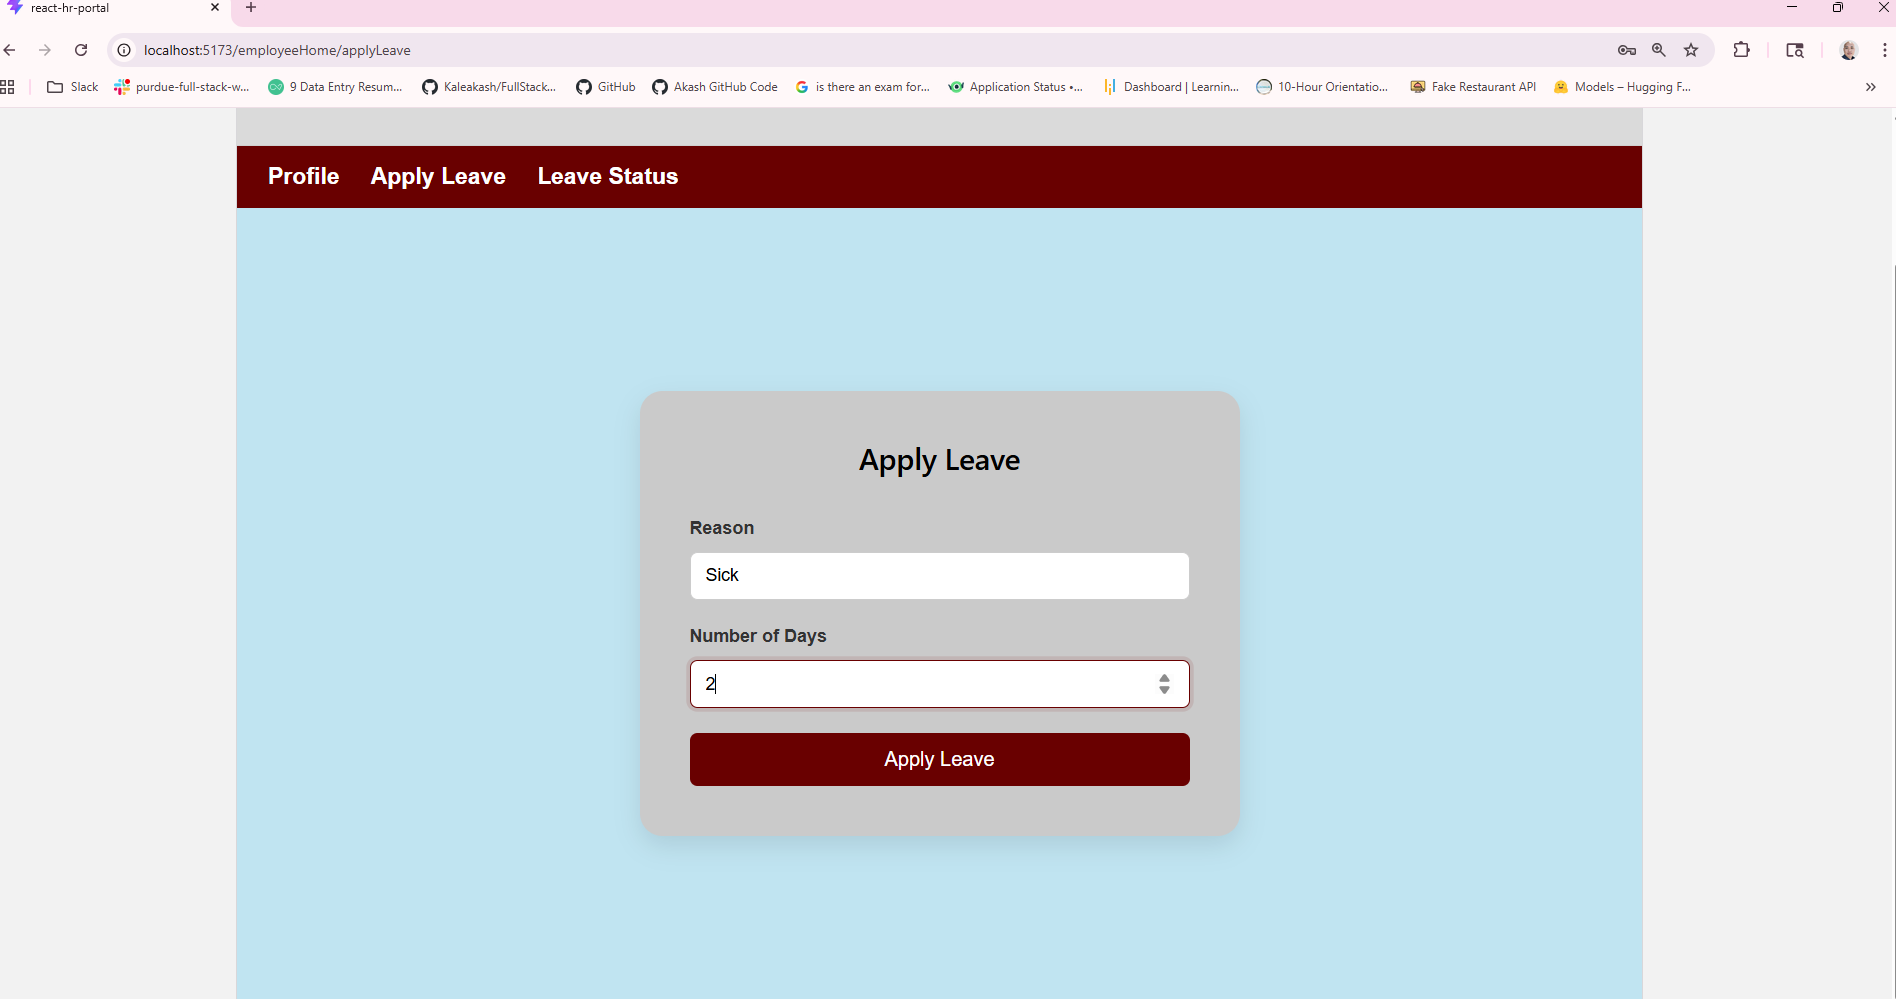 react-hr-portal
localhost:5173/employeeHome/applyLeave
Slack purdue-full-stack-w... 9 Data Entry Resum... Kaleakash/FullStack... GitHub Akash GitHub Code is there an exam for... Application Status •... Dashboard | Learnin... 10-Hour Orientatio... Fake Restaurant API Models – Hugging F...
Profile Apply Leave Leave Status
Apply Leave
Reason
Sick
Number of Days
2
Apply Leave